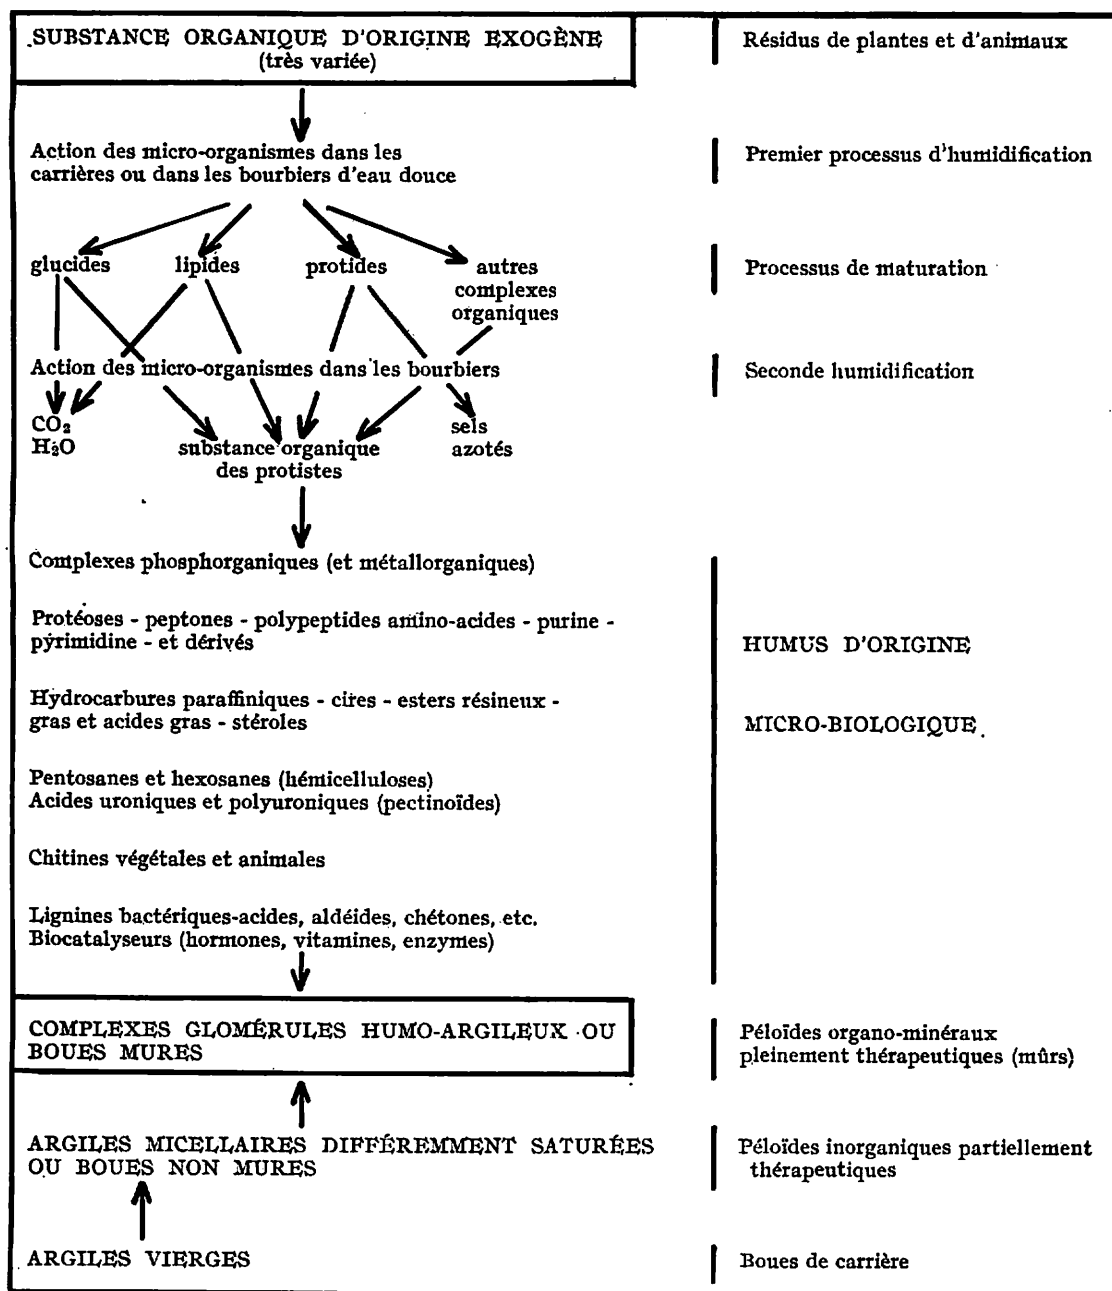 SUBSTANCE ORGANIQUE D'ORIGINE EXOGÈNE
(très variée)
Résidus de plantes et d'animaux
Action des micro-organismes dans les
carrières ou dans les bourbiers d'eau douce
Premier processus d'humidification
glucides lipides protides autres
complexes
organiques
Processus de maturation
Action des micro-organismes dans les bourbiers
Seconde humidification
CO₂
H₂O
substance organique
des protistes
sels
azotés
Complexes phosphorganiques (et métallorganiques)
Protéoses - peptones - polypeptides amino-acides - purine -
pyrimidine - et dérivés
Hydrocarbures paraffiniques - cires - esters résineux -
gras et acides gras - stéroles
Pentosanes et hexosanes (hémicelluloses)
Acides uroniques et polyuroniques (pectinoïdes)
Chitines végétales et animales
Lignines bactériques-acides, aldéides, chétones, etc.
Biocatalyseurs (hormones, vitamines, enzymes)
HUMUS D'ORIGINE
MICRO-BIOLOGIQUE
COMPLEXES GLOMÉRULES HUMO-ARGILEUX OU
BOUES MURES
Péloïdes organo-minéraux
pleinement thérapeutiques (mûrs)
ARGILES MICELLAIRES DIFFÉREMMENT SATURÉES
OU BOUES NON MURES
Péloïdes inorganiques partiellement
thérapeutiques
ARGILES VIERGES
Boues de carrière